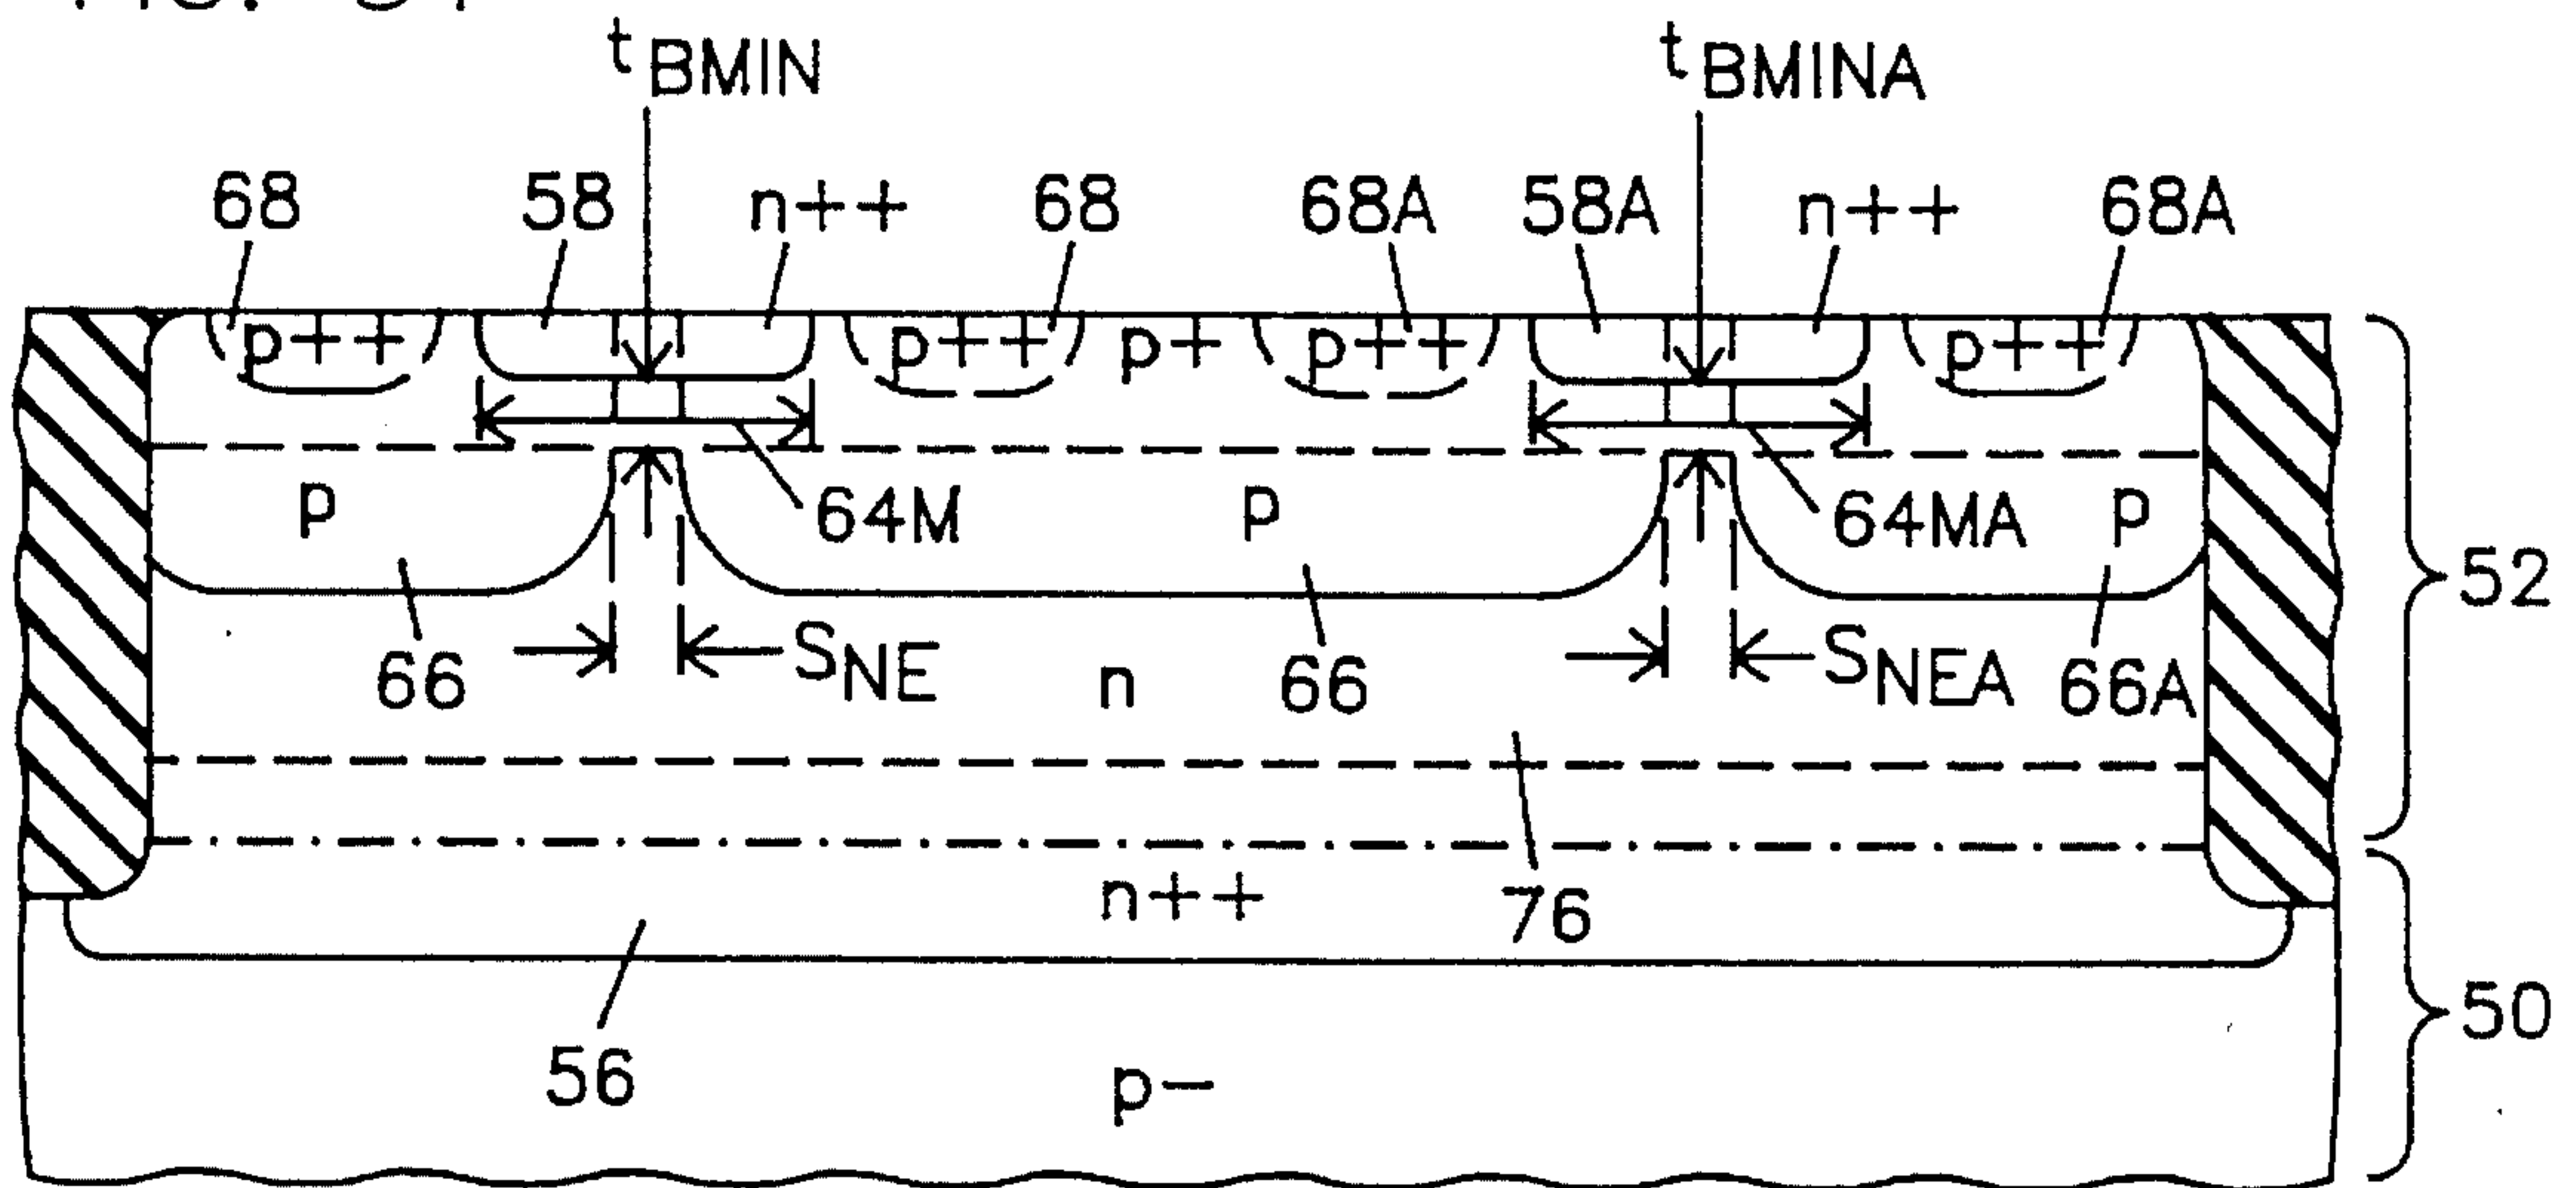 tBMIN tBMINA
68 58 n++ 68 68A 58A n++ 68A
p++ p++ p+ p++ p++
p 64M p 64MA p
52
66 SNE n 66 SNEA 66A
n++ 76
50
56 p-